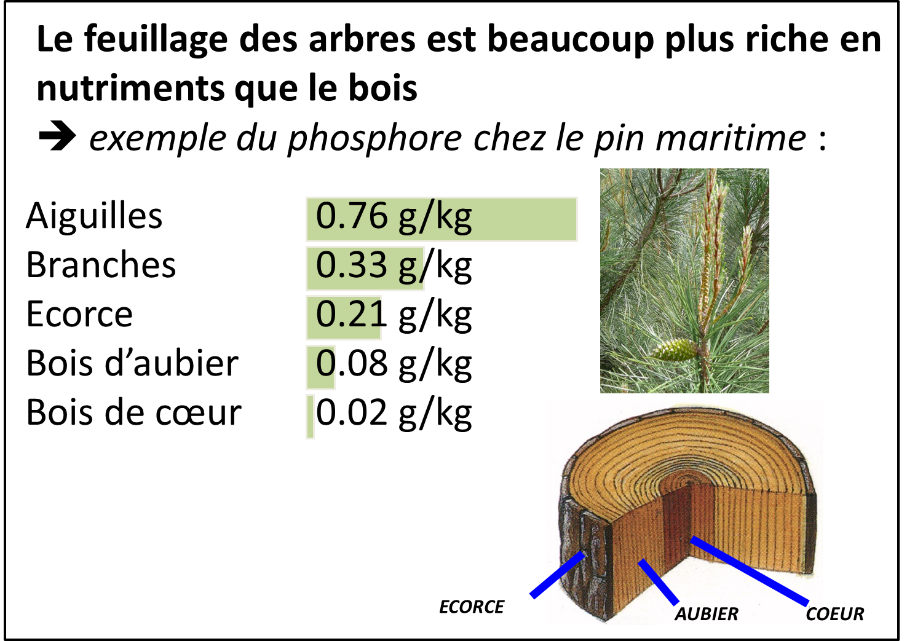 Le feuillage des arbres est beaucoup plus riche en
nutriments que le bois
➔ exemple du phosphore chez le pin maritime :
Aiguilles 0.76 g/kg
Branches 0.33 g/kg
Ecorce 0.21 g/kg
Bois d’aubier 0.08 g/kg
Bois de cœur 0.02 g/kg
ECORCE
AUBIER
COEUR